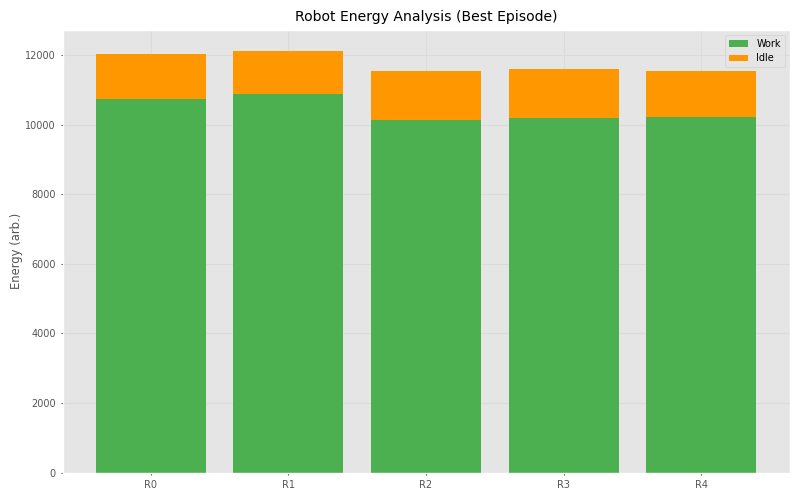 Robot Energy Analysis (Best Episode)
Work
Idle
Energy (arb.)
12000
10000
8000
6000
4000
2000
0
R0 R1 R2 R3 R4